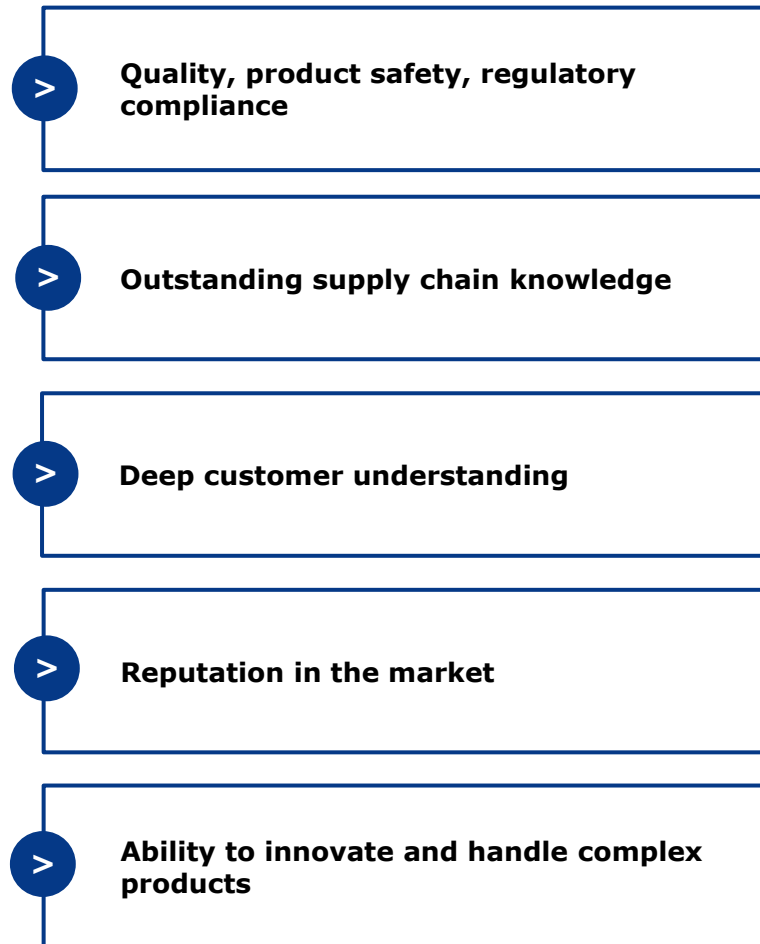 >
Quality, product safety, regulatory
compliance
>
Outstanding supply chain knowledge
>
Deep customer understanding
>
Reputation in the market
>
Ability to innovate and handle complex
products